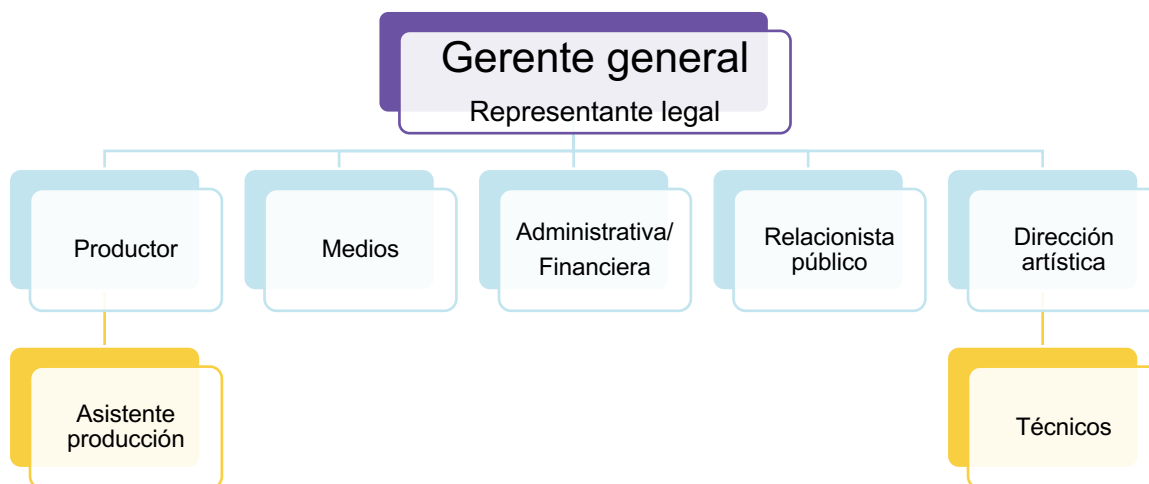 Gerente general
Representante legal
Productor
Medios
Administrativa/
Financiera
Relacionista
público
Dirección
artística
Asistente
producción
Técnicos